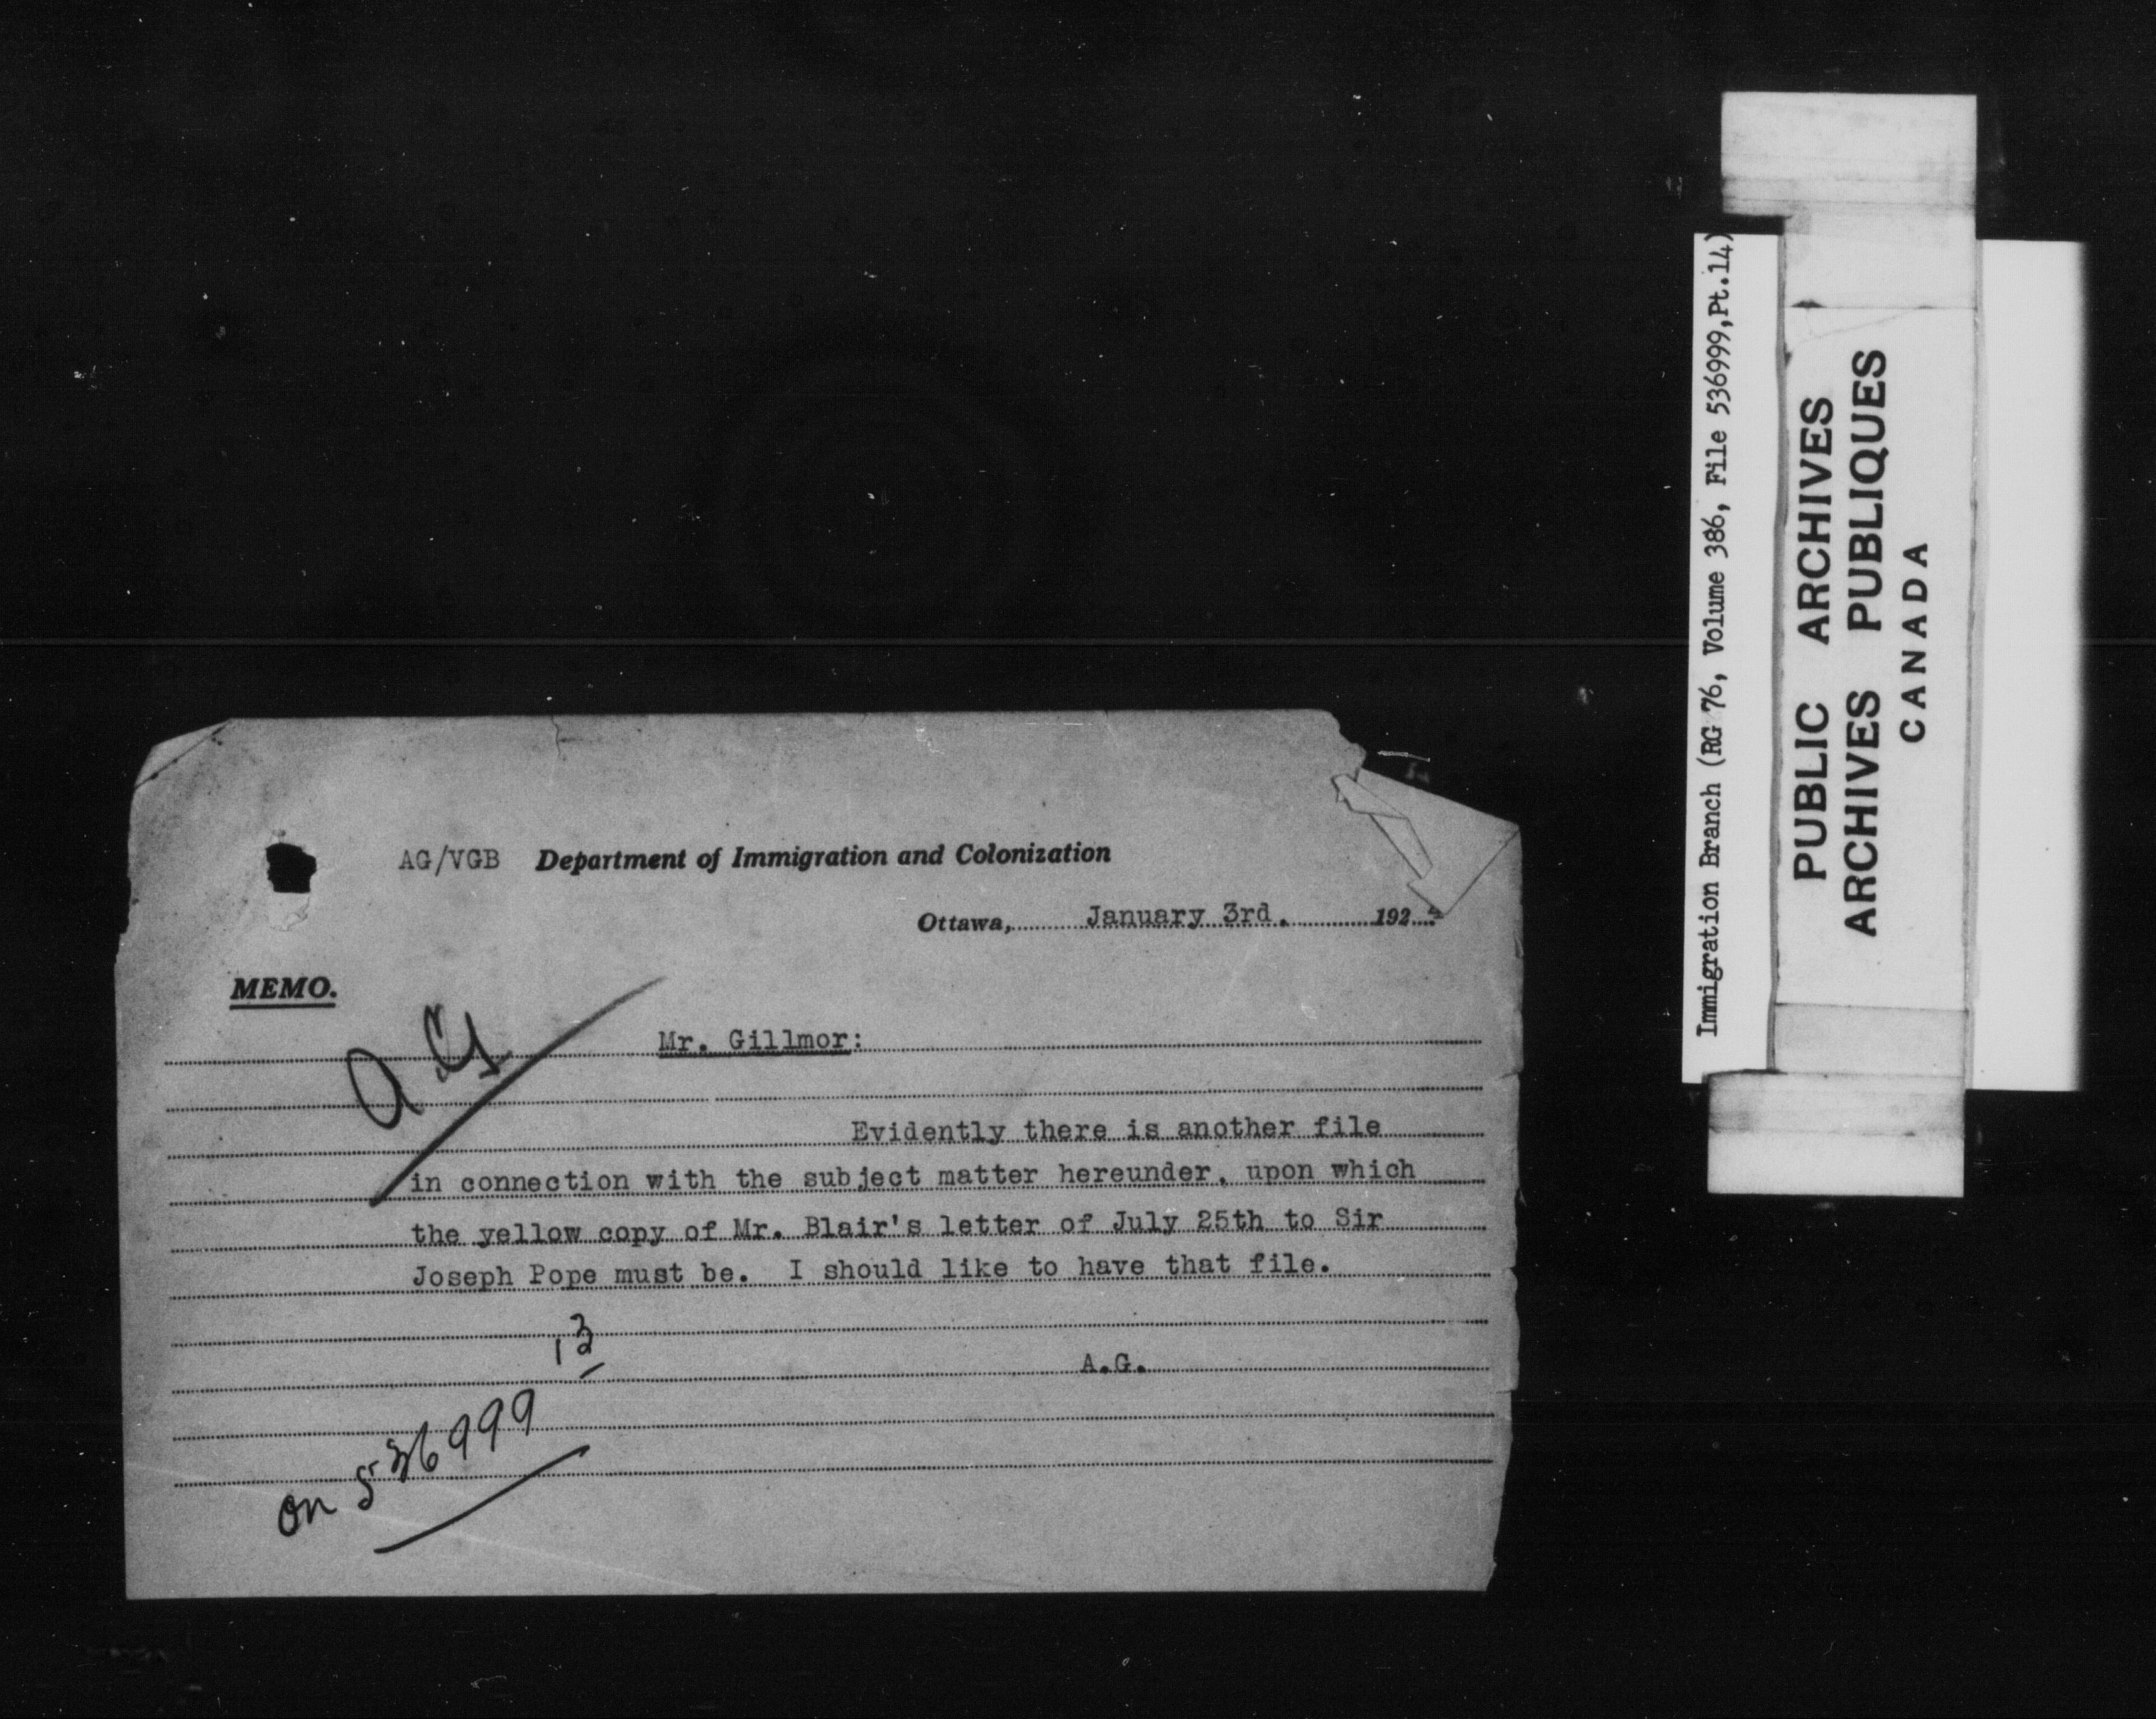 AG/VGB Department of Immigration and Colonization
Ottawa, January 3rd. 192
MEMO.
A G
Mr. Gillmor:
Evidently there is another file
in connection with the subject matter hereunder, upon which
the yellow copy of Mr. Blair's letter of July 25th to Sir
Joseph Pope must be. I should like to have that file.
13
A.G.
on 536999
Immigration Branch (RG 76, Volume 386, File 536999,Pt.14)
PUBLIC ARCHIVES
ARCHIVES PUBLIQUES
CANADA